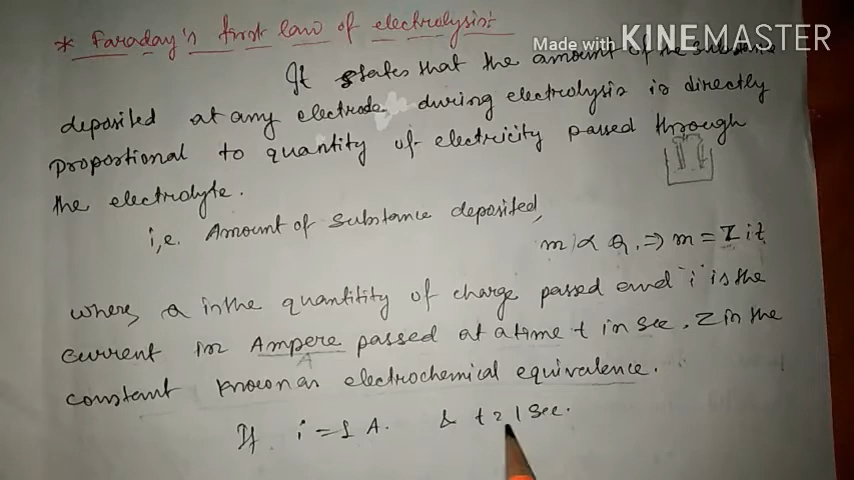 * Faraday's first law of electrolysis:
Made with KINEMASTER
It states that the amount of the substance
deposited at any electrode during electrolysis is directly
proportional to quantity of electricity passed through
the electrolyte.
i,e. Amount of substance deposited,
m ∝ Q, ⇒ m = Z it
where, Q is the quantitity of charge passed and 'i' is the
current in Ampere passed at a time t in sec. Z is the
A
constant known as electrochemical equivalence.
If i = 1 A. & t = 1 Sec.